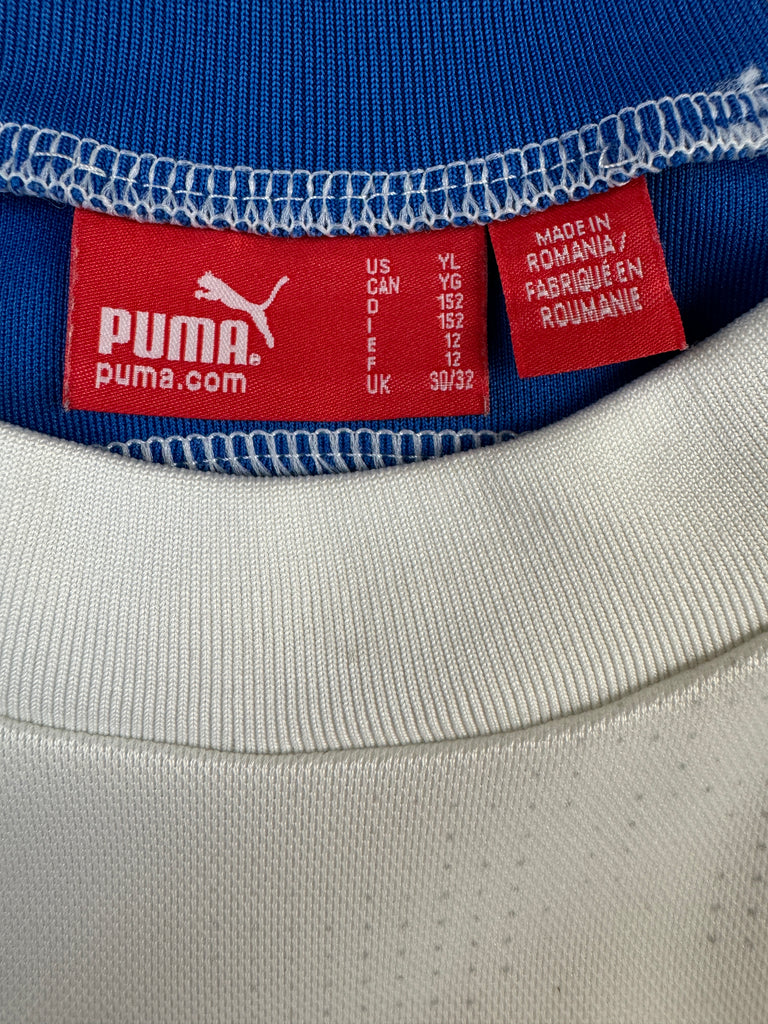 PUMA®
puma.com
US YL
CAN YG
D 152
I 152
E 12
F 12
UK 30/32
MADE IN
ROMANIA /
FABRIQUÉ EN
ROUMANIE